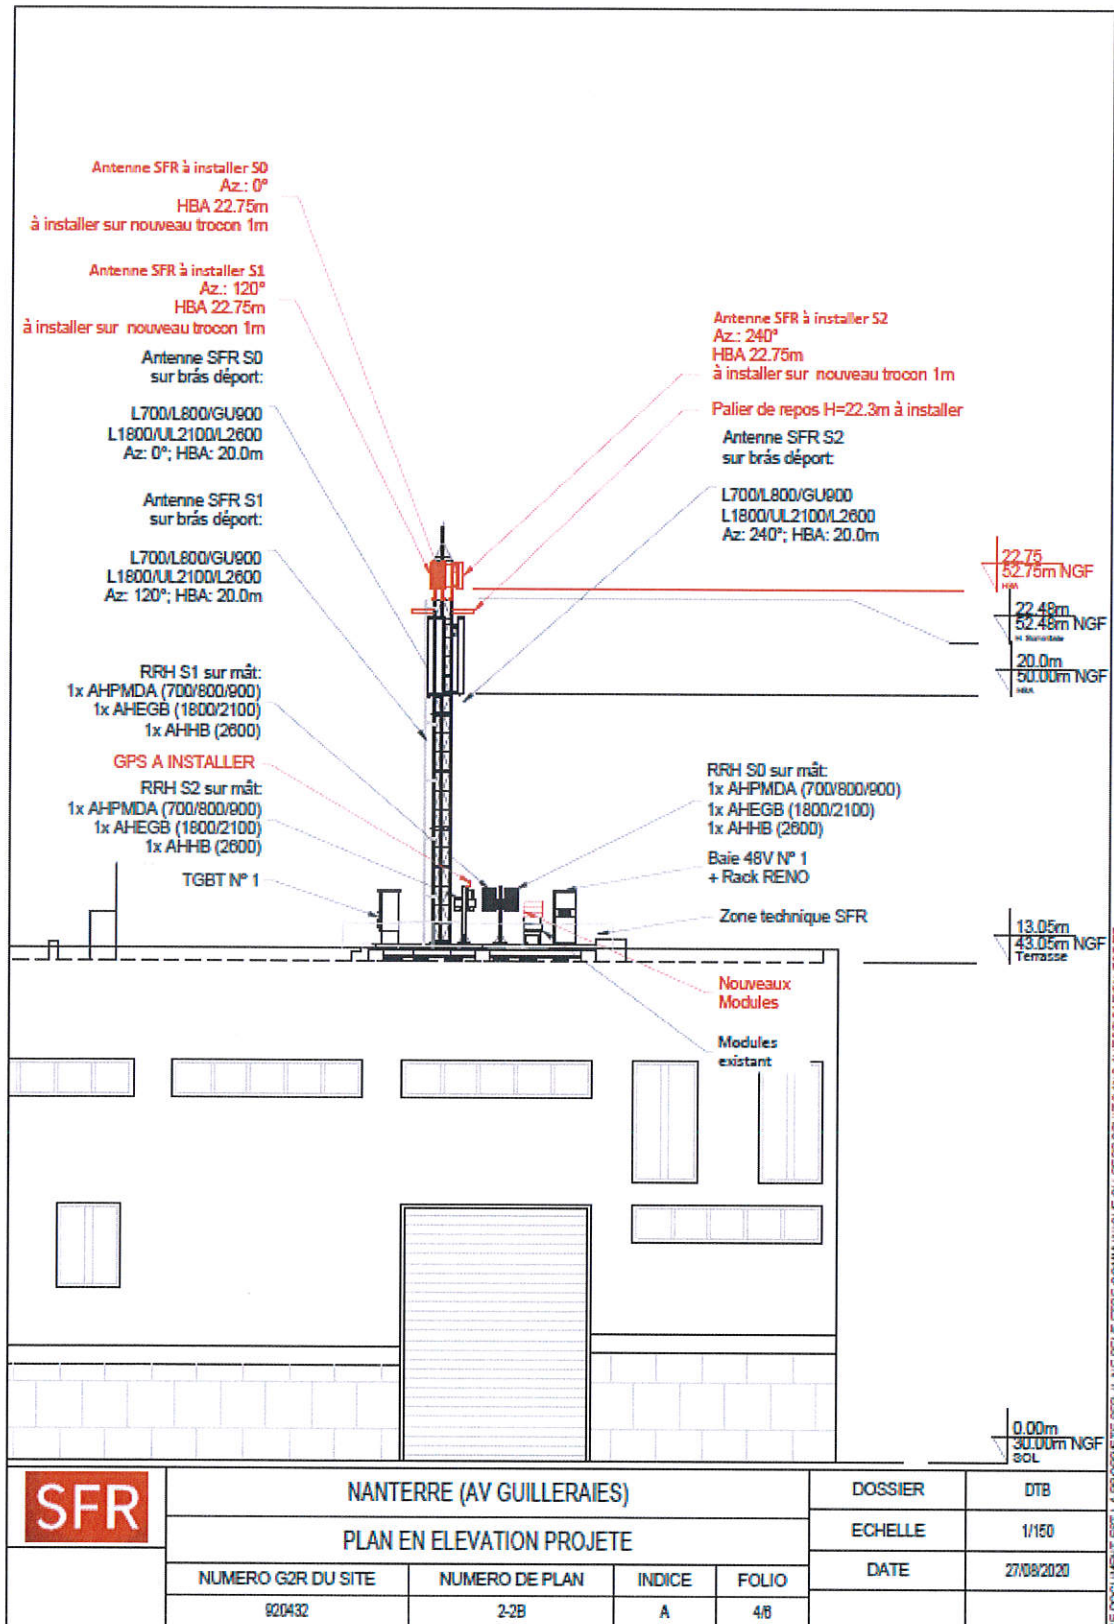 Antenne SFR à installer S0
Az.: 0°
HBA 22.75m
à installer sur nouveau trocon 1m
Antenne SFR à installer S1
Az.: 120°
HBA 22.75m
à installer sur nouveau trocon 1m
Antenne SFR S0
sur brás déport:
L700/L800/GU900
L1800/UL2100/L2600
Az: 0°; HBA: 20.0m
Antenne SFR S1
sur brás déport:
L700/L800/GU900
L1800/UL2100/L2600
Az: 120°; HBA: 20.0m
RRH S1 sur mât:
1x AHPMDA (700/800/900)
1x AHEGB (1800/2100)
1x AHHB (2600)
GPS A INSTALLER
RRH S2 sur mât:
1x AHPMDA (700/800/900)
1x AHEGB (1800/2100)
1x AHHB (2600)
TGBT N° 1
Antenne SFR à installer S2
Az.: 240°
HBA 22.75m
à installer sur nouveau trocon 1m
Palier de repos H=22.3m à installer
Antenne SFR S2
sur brás déport:
L700/L800/GU900
L1800/UL2100/L2600
Az: 240°; HBA: 20.0m
22.75
52.75m NGF
HBA
22.48m
52.48m NGF
20.0m
50.00m NGF
HBA
RRH S0 sur mât:
1x AHPMDA (700/800/900)
1x AHEGB (1800/2100)
1x AHHB (2600)
Baie 48V N° 1
+ Rack RENO
Zone technique SFR
13.05m
43.05m NGF
Terrasse
Nouveaux
Modules
Modules
existant
0.00m
30.00m NGF
SOL
SFR
NANTERRE (AV GUILLERAIES)
PLAN EN ELEVATION PROJETE
NUMERO G2R DU SITE
NUMERO DE PLAN
INDICE
FOLIO
920432
2-2B
A
4/6
DOSSIER
DTB
ECHELLE
1/150
DATE
27/08/2020